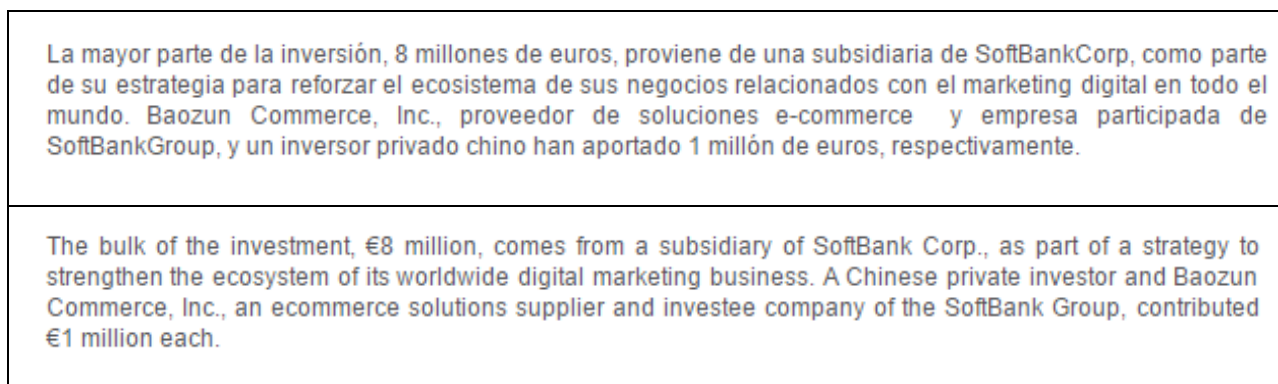 La mayor parte de la inversión, 8 millones de euros, proviene de una subsidiaria de SoftBankCorp, como parte
de su estrategia para reforzar el ecosistema de sus negocios relacionados con el marketing digital en todo el
mundo. Baozun Commerce, Inc., proveedor de soluciones e-commerce y empresa participada de
SoftBankGroup, y un inversor privado chino han aportado 1 millón de euros, respectivamente.
The bulk of the investment, €8 million, comes from a subsidiary of SoftBank Corp., as part of a strategy to
strengthen the ecosystem of its worldwide digital marketing business. A Chinese private investor and Baozun
Commerce, Inc., an ecommerce solutions supplier and investee company of the SoftBank Group, contributed
€1 million each.